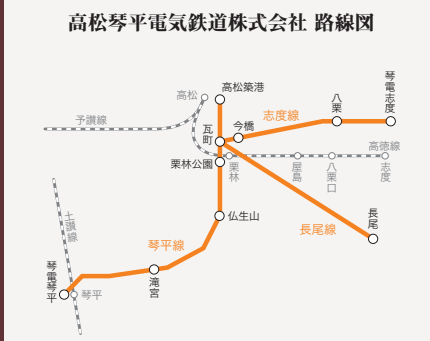 高松琴平電気鉄道株式会社 路線図
高松築港
高松
琴電志度
八栗
志度線
予讃線
今橋
瓦町
高徳線
栗林公園
栗林
屋島
八栗口
志度
長尾
仏生山
土讃線
長尾線
琴平線
琴電琴平
滝宮
琴平